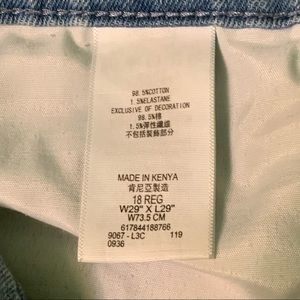 98.5%COTTON
1.5%ELASTANE
EXCLUSIVE OF DECORATION
98.5%棉
1.5%彈性纖維
不包括裝飾部分
MADE IN KENYA
肯尼亞製造
18 REG
W29" X L29"
W73.5 CM
617844188766
9067 - L3C 119
0936